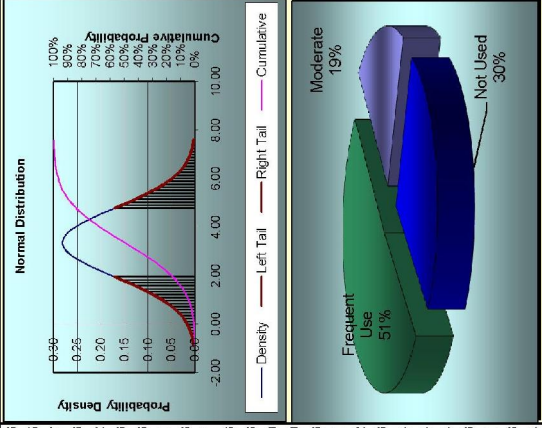 Normal Distribution
Probability Density
0.30
0.25
0.20
0.15
0.10
0.05
0.00
-2.00
0.00
2.00
4.00
6.00
8.00
10.00
Cumulative Probability
100%
90%
80%
70%
60%
50%
40%
30%
20%
10%
0%
Density
Left Tail
Right Tail
Cumulative
Frequent
Use
51%
Moderate
19%
Not Used
30%